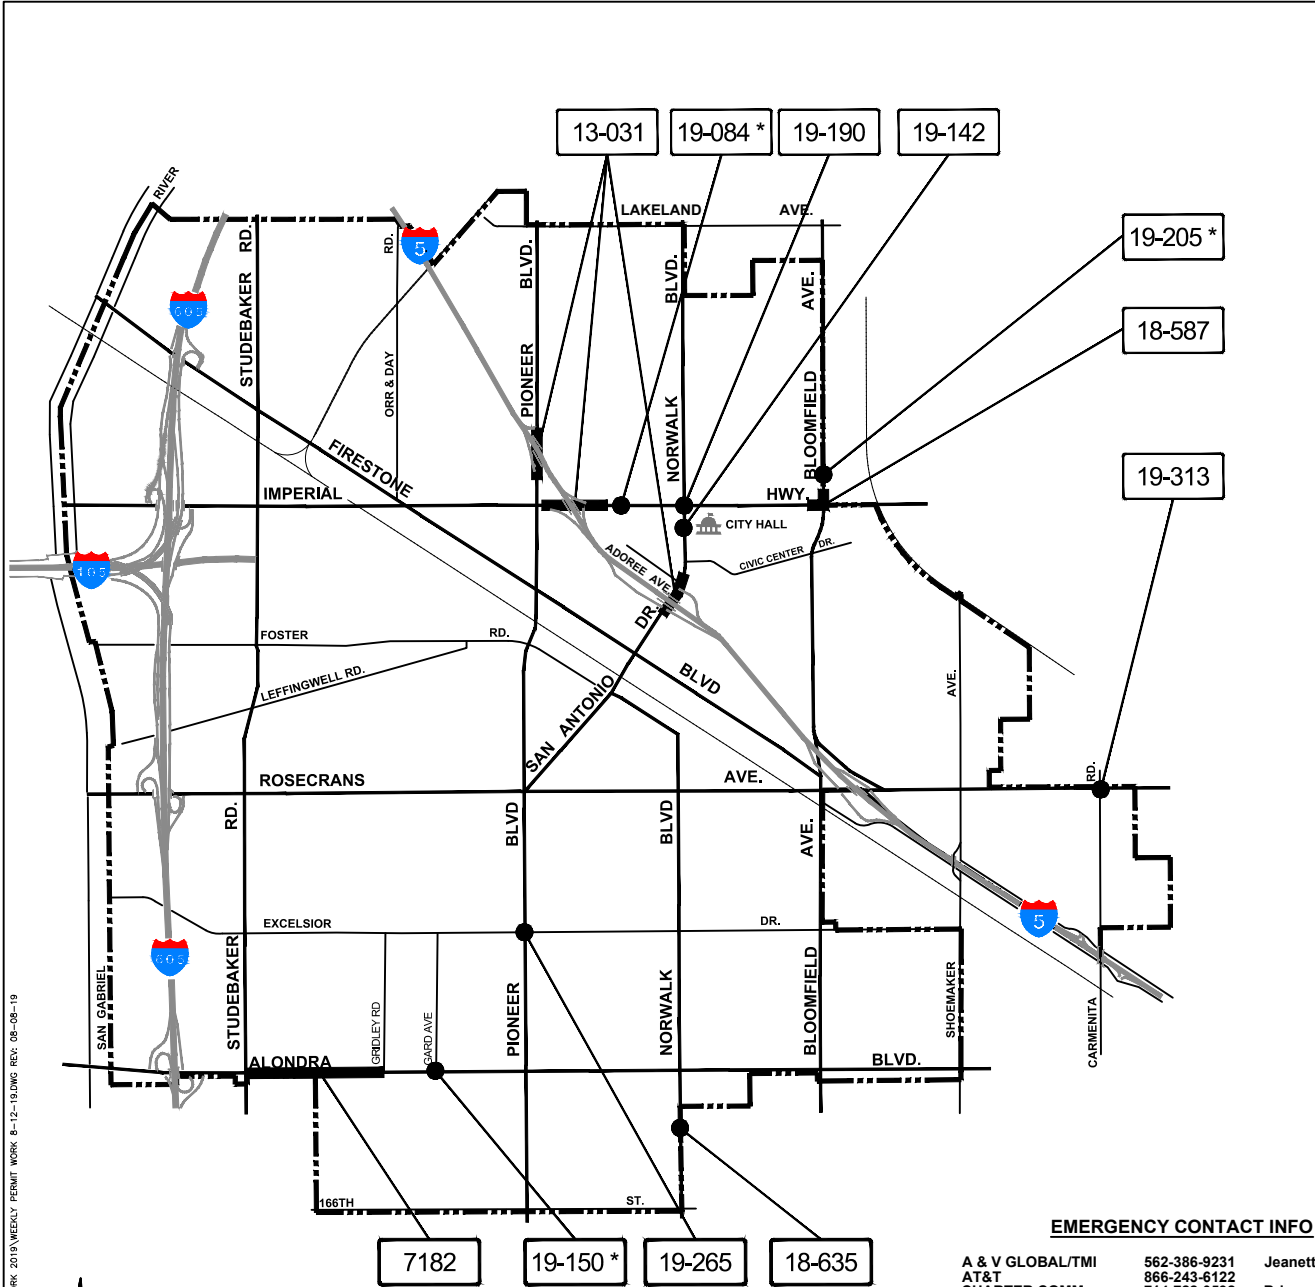 13-031
19-084 *
19-190
19-142
19-205 *
18-587
19-313
RIVER
LAKELAND AVE.
STUDEBAKER RD.
RD.
5
BLVD.
BLVD.
AVE.
605
ORR & DAY
PIONEER
NORWALK
BLOOMFIELD
FIRESTONE
IMPERIAL
HWY.
CITY HALL
CIVIC CENTER DR.
ADOREE AVE.
105
DR.
FOSTER RD.
LEFFINGWELL RD.
SAN ANTONIO
BLVD
AVE.
ROSECRANS AVE.
RD.
RD.
BLVD
BLVD
AVE.
EXCELSIOR DR.
5
605
SAN GABRIEL
STUDEBAKER
GRIDLEY RD
GARD AVE
PIONEER
NORWALK
BLOOMFIELD
SHOEMAKER
CARMENITA
ALONDRA BLVD.
166TH ST.
7182
19-150 *
19-265
18-635
EMERGENCY CONTACT INFO
A & V GLOBAL/TMI 562-386-9231
AT&T 866-243-6122
RK 2019\WEEKLY PERMIT WORK 8-12-19.DWG REV: 08-08-19